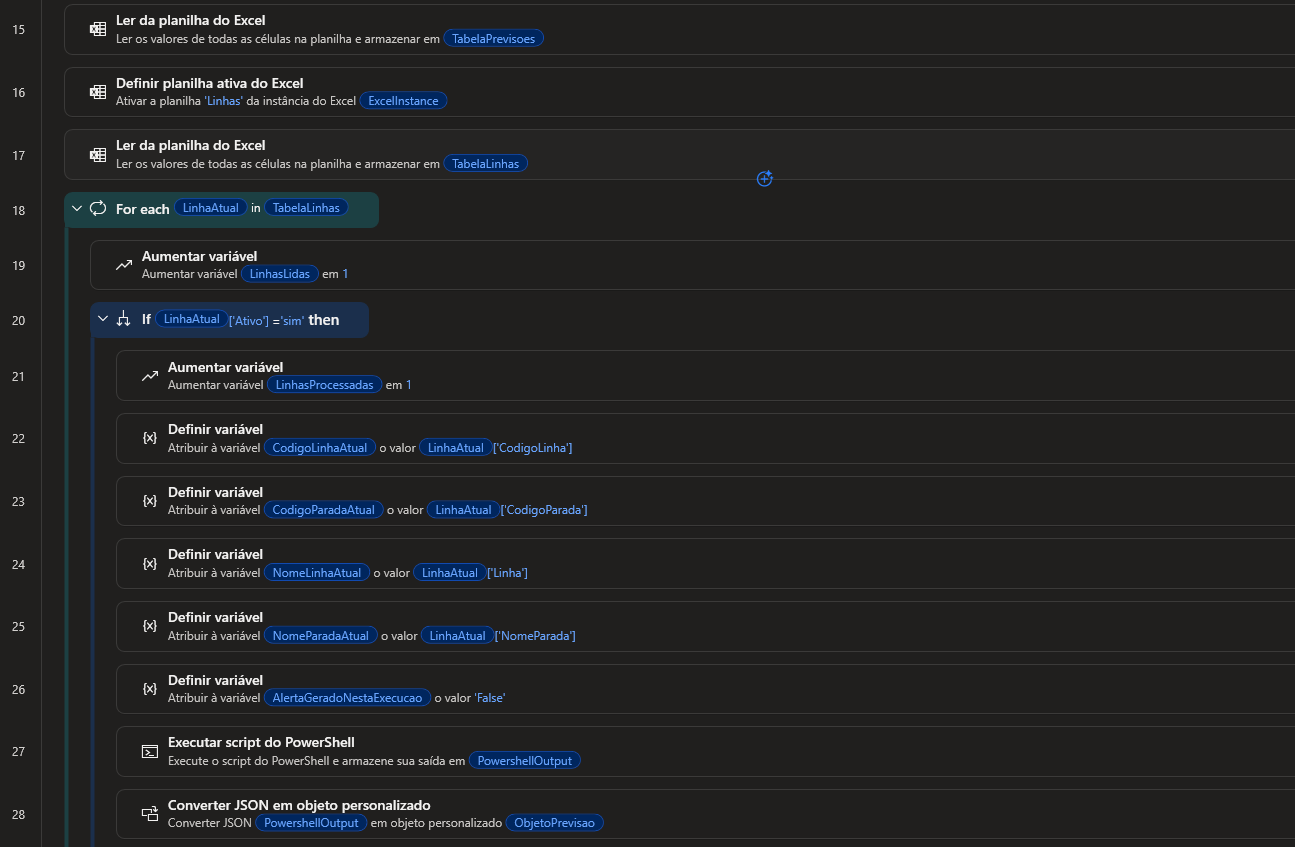 15
Ler da planilha do Excel
Ler os valores de todas as células na planilha e armazenar em TabelaPrevisoes
16
Definir planilha ativa do Excel
Ativar a planilha 'Linhas' da instância do Excel ExcelInstance
17
Ler da planilha do Excel
Ler os valores de todas as células na planilha e armazenar em TabelaLinhas
18
For each LinhaAtual in TabelaLinhas
19
Aumentar variável
Aumentar variável LinhasLidas em 1
20
If LinhaAtual ['Ativo'] ='sim' then
21
Aumentar variável
Aumentar variável LinhasProcessadas em 1
22
Definir variável
Atribuir à variável CodigoLinhaAtual o valor LinhaAtual ['CodigoLinha']
23
Definir variável
Atribuir à variável CodigoParadaAtual o valor LinhaAtual ['CodigoParada']
24
Definir variável
Atribuir à variável NomeLinhaAtual o valor LinhaAtual ['Linha']
25
Definir variável
Atribuir à variável NomeParadaAtual o valor LinhaAtual ['NomeParada']
26
Definir variável
Atribuir à variável AlertaGeradoNestaExecucao o valor 'False'
27
Executar script do PowerShell
Execute o script do PowerShell e armazene sua saída em PowershellOutput
28
Converter JSON em objeto personalizado
Converter JSON PowershellOutput em objeto personalizado ObjetoPrevisao